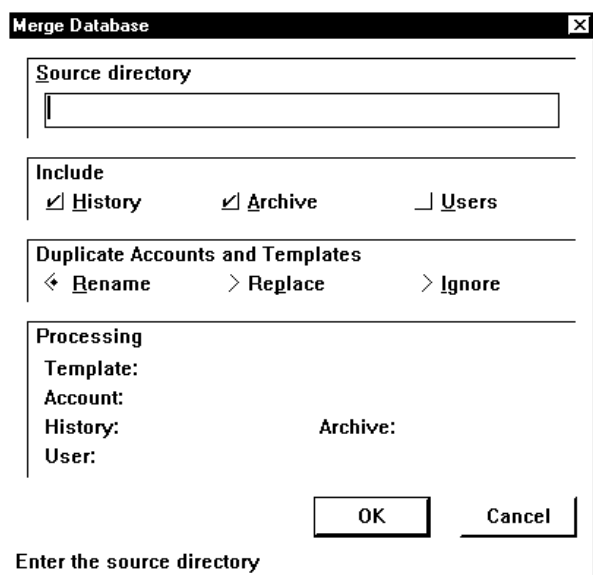 Merge Database
Source directory
Include
History Archive Users
Duplicate Accounts and Templates
Rename Replace Ignore
Processing
Template:
Account:
History: Archive:
User:
OK Cancel
Enter the source directory